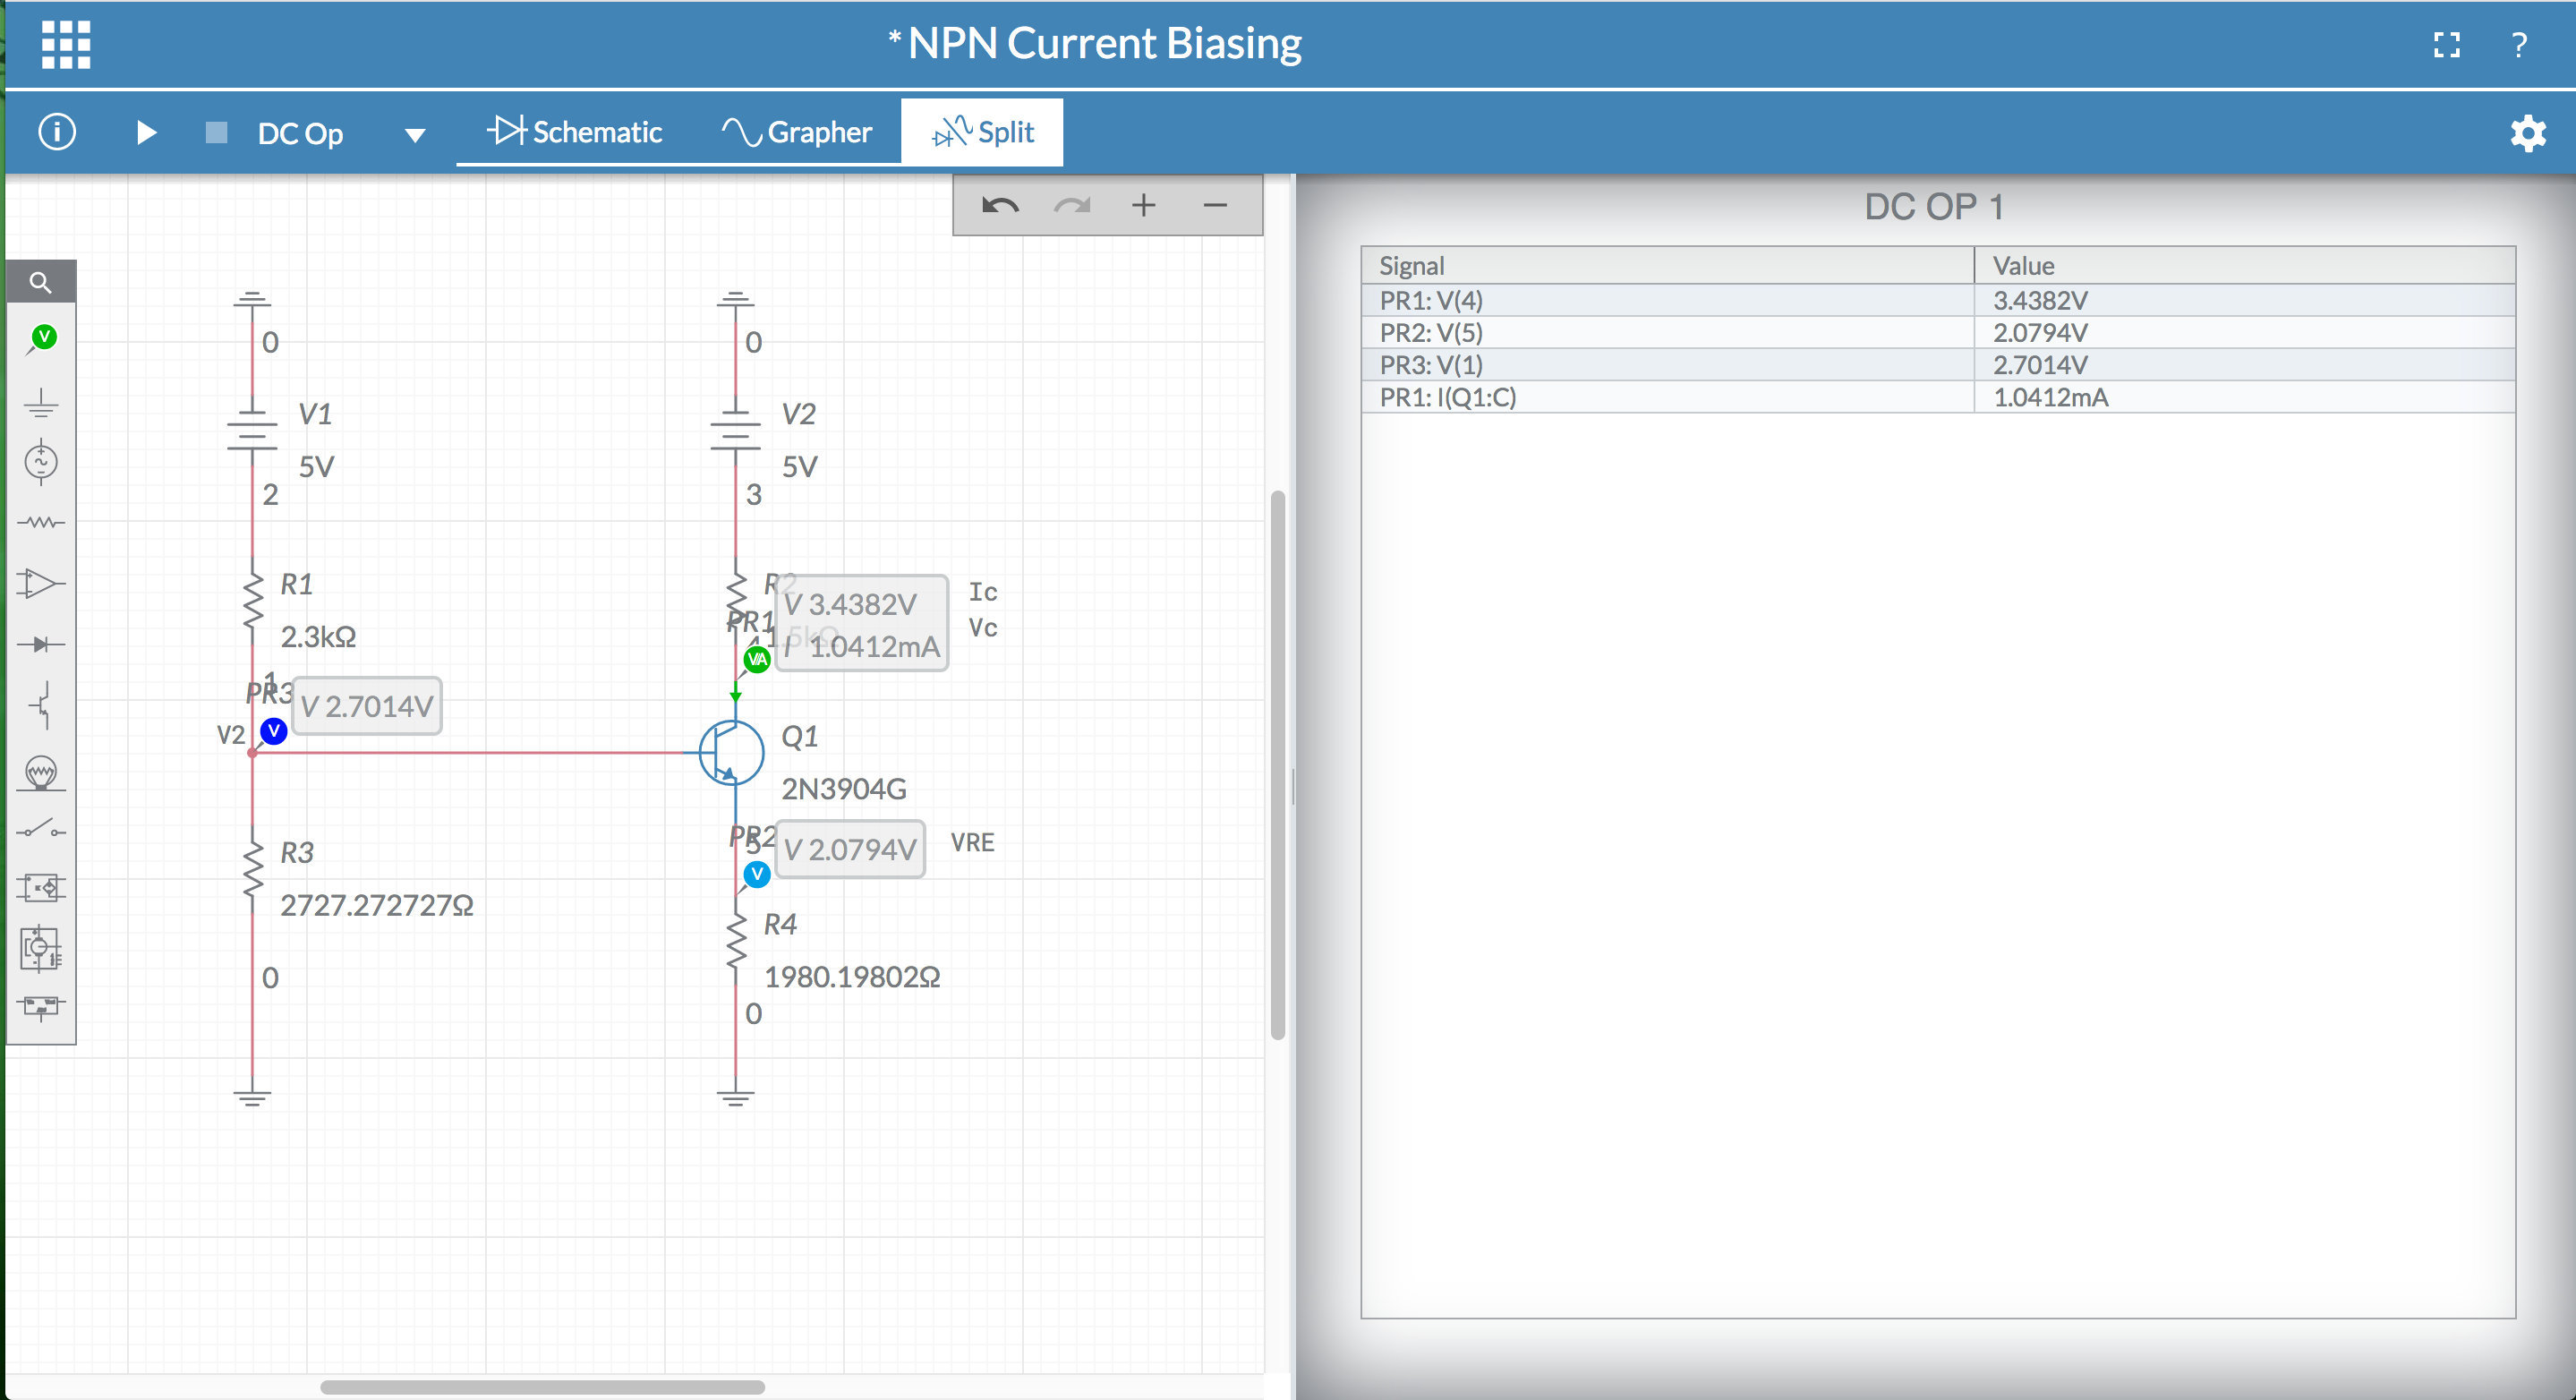 * NPN Current Biasing
?
i
DC Op
Schematic
Grapher
Split
+ −
DC OP 1
Signal Value
PR1: V(4) 3.4382V
PR2: V(5) 2.0794V
PR3: V(1) 2.7014V
PR1: I(Q1:C) 1.0412mA
V
0
0
V1
5V
2
V2
5V
3
R1
2.3kΩ
R2
1.5kΩ
PR1
4
V 3.4382V
I 1.0412mA
VA
Ic
Vc
1
PR3
V 2.7014V
V2
V
Q1
2N3904G
PR2
5
V 2.0794V
V
VRE
R3
2727.272727Ω
0
R4
1980.19802Ω
0